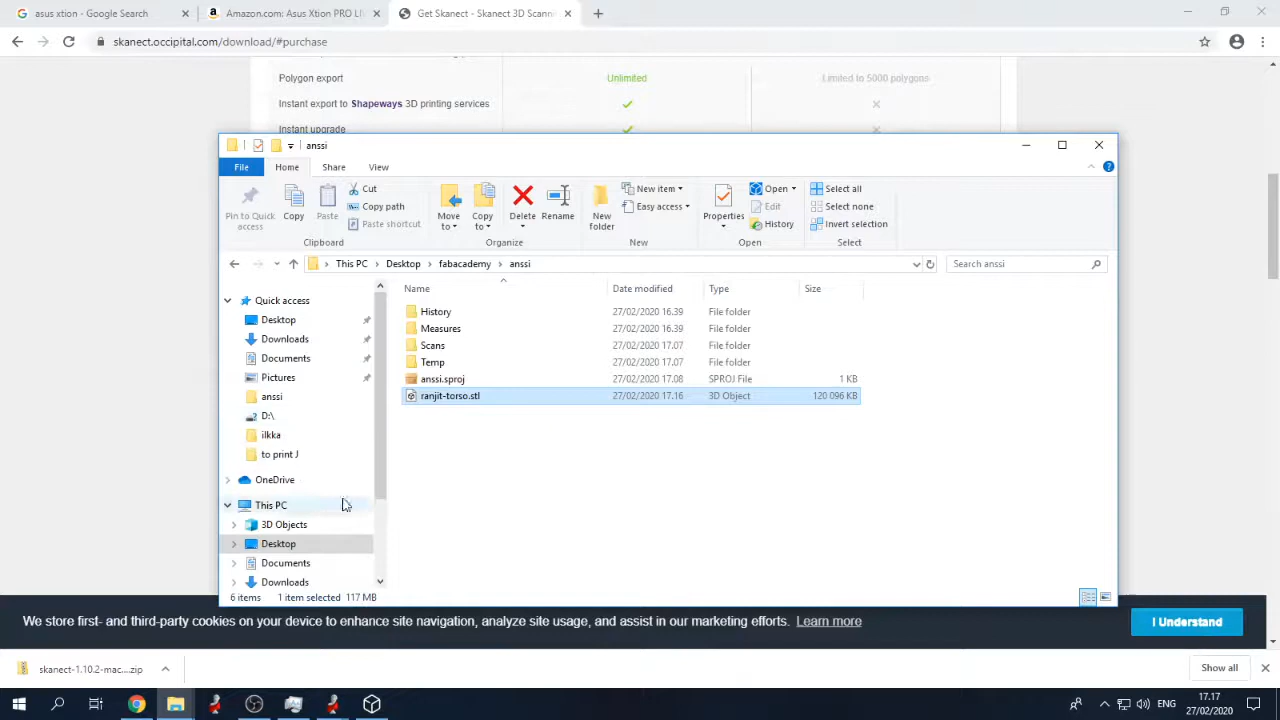 asus xtion - Google Search
Amazon.com: Asus Xtion PRO LI
Get Skanect - Skanect 3D Scann
skanect.occipital.com/download/#purchase
Polygon export
Unlimited
Limited to 5000 polygons
Instant export to Shapeways 3D printing services
Instant upgrade
anssi
File
Home
Share
View
Pin to Quick access
Copy
Paste
Cut
Copy path
Paste shortcut
Clipboard
Move to
Copy to
Delete
Rename
Organize
New folder
New item
Easy access
New
Properties
Open
Edit
History
Open
Select all
Select none
Invert selection
Select
This PC > Desktop > fabacademy > anssi
Search anssi
Name
Date modified
Type
Size
History 27/02/2020 16.39 File folder
Measures 27/02/2020 16.39 File folder
Scans 27/02/2020 17.07 File folder
Temp 27/02/2020 17.07 File folder
anssi.sproj 27/02/2020 17.08 SPROJ File 1 KB
ranjit-torso.stl 27/02/2020 17.16 3D Object 120 096 KB
Quick access
Desktop
Downloads
Documents
Pictures
anssi
D:\
ilkka
to print J
OneDrive
This PC
3D Objects
Desktop
Documents
Downloads
6 items 1 item selected 117 MB
We store first- and third-party cookies on your device to enhance site navigation, analyze site usage, and assist in our marketing efforts. Learn more
I Understand
skanect-1.10.2-mac....zip
Show all
ENG
17.17
27/02/2020